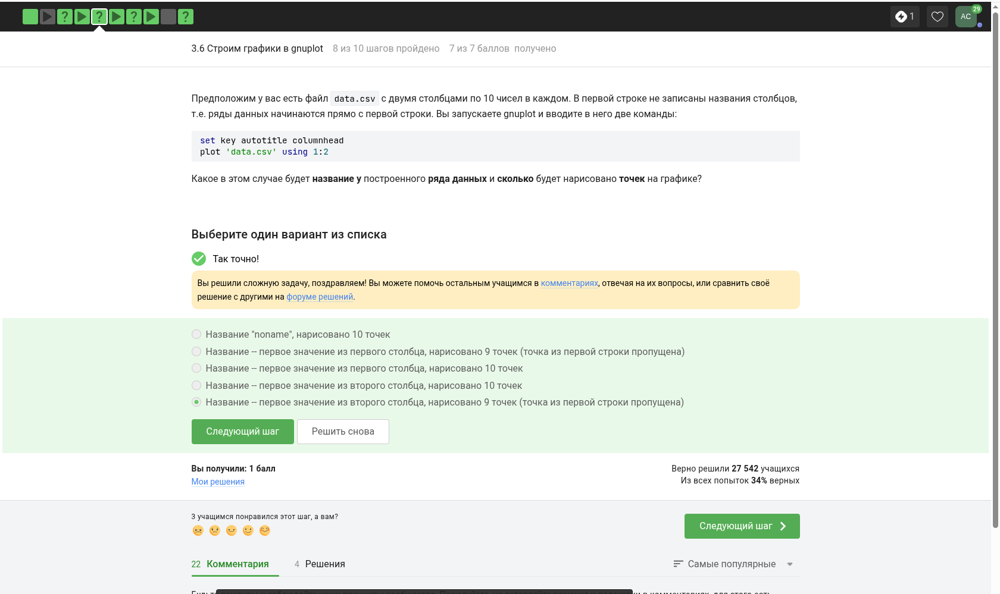 ? ? ? ?
1
AC
29
3.6 Строим графики в gnuplot 8 из 10 шагов пройдено 7 из 7 баллов получено
Предположим у вас есть файл data.csv с двумя столбцами по 10 чисел в каждом. В первой строке не записаны названия столбцов,
т.е. ряды данных начинаются прямо с первой строки. Вы запускаете gnuplot и вводите в него две команды:
set key autotitle columnhead
plot 'data.csv' using 1:2
Какое в этом случае будет название у построенного ряда данных и сколько будет нарисовано точек на графике?
Выберите один вариант из списка
Так точно!
Вы решили сложную задачу, поздравляем! Вы можете помочь остальным учащимся в комментариях, отвечая на их вопросы, или сравнить своё
решение с другими на форуме решений.
Название "noname", нарисовано 10 точек
Название -- первое значение из первого столбца, нарисовано 9 точек (точка из первой строки пропущена)
Название -- первое значение из первого столбца, нарисовано 10 точек
Название -- первое значение из второго столбца, нарисовано 10 точек
Название -- первое значение из второго столбца, нарисовано 9 точек (точка из первой строки пропущена)
Следующий шаг Решить снова
Вы получили: 1 балл
Мои решения
Верно решили 27 542 учащихся
Из всех попыток 34% верных
3 учащимся понравился этот шаг, а вам?
Следующий шаг
22 Комментария 4 Решения Самые популярные